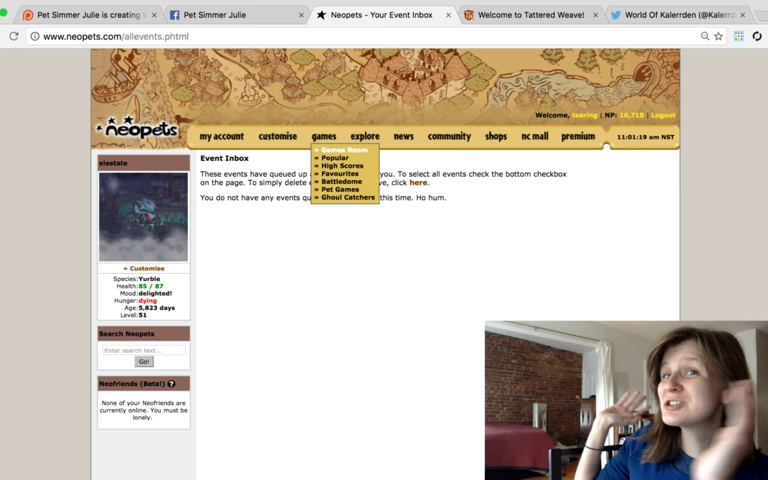 Pet Simmer Julie is creating
Pet Simmer Julie
Neopets - Your Event Inbox
Welcome to Tattered Weave!
World Of Kalerrden (@Kalerrd
www.neopets.com/allevents.phtml
Welcome, tearing | NP: 16,718 | Logout
neopets
my account customise games explore news community shops nc mall premium 11:01:19 am NST
» Games Room
» Popular
» High Scores
» Favourites
» Battledome
» Pet Games
» Ghoul Catchers
elestate
» Customise
Species: Yurble
Health: 85 / 87
Mood: delighted!
Hunger: dying
Age: 5,823 days
Level: 51
Search Neopets
Enter search text...
Go!
Neofriends (Beta!) ?
None of your Neofriends
are currently online. You must be
lonely.
Event Inbox
These events have queued up you. To select all events check the bottom checkbox
on the page. To simply delete ve, click here.
You do not have any events qu this time. Ho hum.